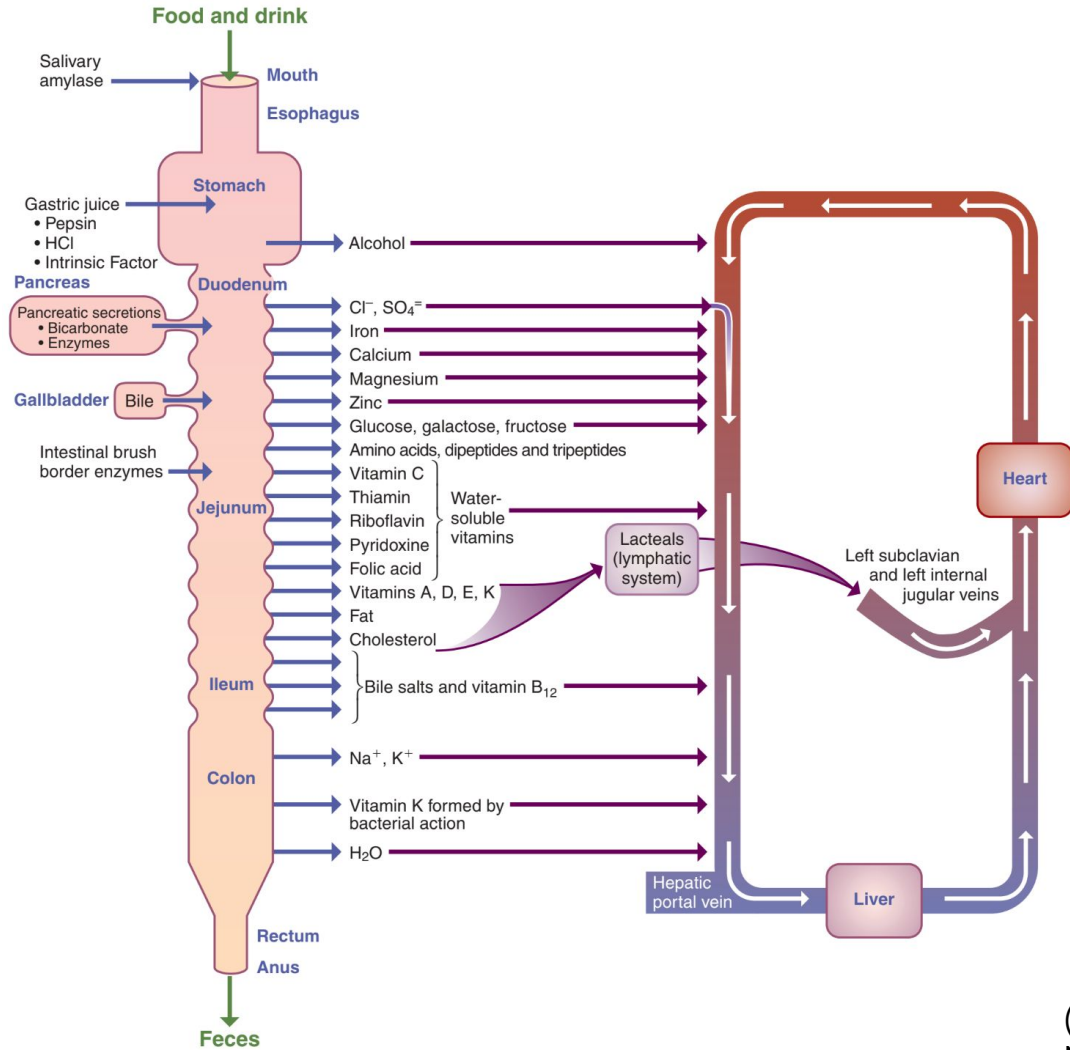 Food and drink
Salivary
amylase
Mouth
Esophagus
Stomach
Gastric juice
• Pepsin
• HCl
• Intrinsic Factor
Alcohol
Pancreas
Duodenum
Pancreatic secretions
• Bicarbonate
• Enzymes
Cl⁻, SO₄⁼
Iron
Calcium
Magnesium
Gallbladder
Bile
Zinc
Glucose, galactose, fructose
Intestinal brush
border enzymes
Amino acids, dipeptides and tripeptides
Vitamin C
Thiamin
Riboflavin
Pyridoxine
Folic acid
Water-
soluble
vitamins
Jejunum
Vitamins A, D, E, K
Fat
Cholesterol
Lacteals
(lymphatic
system)
Left subclavian
and left internal
jugular veins
Heart
Ileum
Bile salts and vitamin B₁₂
Colon
Na⁺, K⁺
Vitamin K formed by
bacterial action
H₂O
Hepatic
portal vein
Liver
Rectum
Anus
Feces